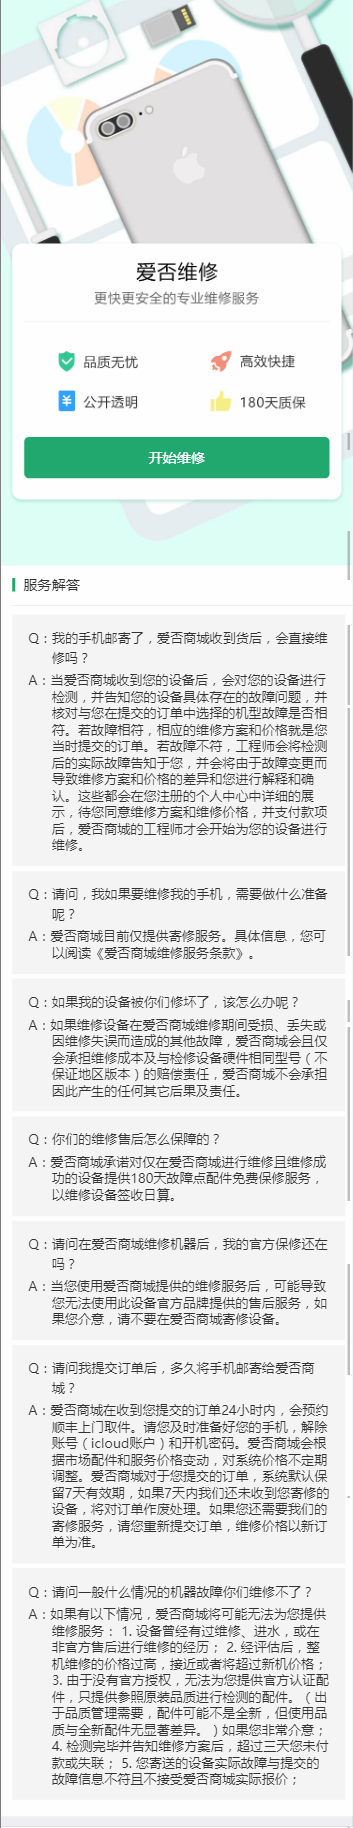 爱否维修
更快更安全的专业维修服务
品质无忧
高效快捷
公开透明
180天质保
开始维修
服务解答
Q：我的手机邮寄了，爱否商城收到货后，会直接维
修吗？
A：当爱否商城收到您的设备后，会对您的设备进行
检测，并告知您的设备具体存在的故障问题，并
核对与您在提交的订单中选择的机型故障是否相
符。若故障相符，相应的维修方案和价格就是您
当时提交的订单。若故障不符，工程师会将检测
后的实际故障告知于您，并会将由于故障变更而
导致维修方案和价格的差异和您进行解释和确
认。这些都会在您注册的个人中心中详细的展
示，待您同意维修方案和维修价格，并支付款项
后，爱否商城的工程师才会开始为您的设备进行
维修。
Q：请问，我如果要维修我的手机，需要做什么准备
呢？
A：爱否商城目前仅提供寄修服务。具体信息，您可
以阅读《爱否商城维修服务条款》。
Q：如果我的设备被你们修坏了，该怎么办呢？
A：如果维修设备在爱否商城维修期间受损、丢失或
因维修失误而造成的其他故障，爱否商城会且仅
会承担维修成本及与检修设备硬件相同型号（不
保证地区版本）的赔偿责任，爱否商城不会承担
因此产生的任何其它后果及责任。
Q：你们的维修售后怎么保障的？
A：爱否商城承诺对仅在爱否商城进行维修且维修成
功的设备提供180天故障点配件免费保修服务，
以维修设备签收日算。
Q：请问在爱否商城维修机器后，我的官方保修还在
吗？
A：当您使用爱否商城提供的维修服务后，可能导致
您无法使用此设备官方品牌提供的售后服务，如
果您介意，请不要在爱否商城寄修设备。
Q：请问我提交订单后，多久将手机邮寄给爱否商
城？
A：爱否商城在收到您提交的订单24小时内，会预约
顺丰上门取件。请您及时准备好您的手机，解除
账号（icloud账户）和开机密码。爱否商城会根
据市场配件和服务价格变动，对系统价格不定期
调整。爱否商城对于您提交的订单，系统默认保
留7天有效期，如果7天内我们还未收到您寄修的
设备，将对订单作废处理。如果您还需要我们的
寄修服务，请您重新提交订单，维修价格以新订
单为准。
Q：请问一般什么情况的机器故障你们维修不了？
A：如果有以下情况，爱否商城将可能无法为您提供
维修服务： 1. 设备曾经有过维修、进水，或在
非官方售后进行维修的经历； 2. 经评估后，整
机维修的价格过高，接近或者将超过新机价格；
3. 由于没有官方授权，无法为您提供官方认证配
件，只提供参照原装品质进行检测的配件。（出
于品质管理需要，配件可能不是全新，但使用品
质与全新配件无显著差异。）如果您非常介意；
4. 检测完毕并告知维修方案后，超过三天您未付
款或失联； 5. 您寄送的设备实际故障与提交的
故障信息不符且不接受爱否商城实际报价；